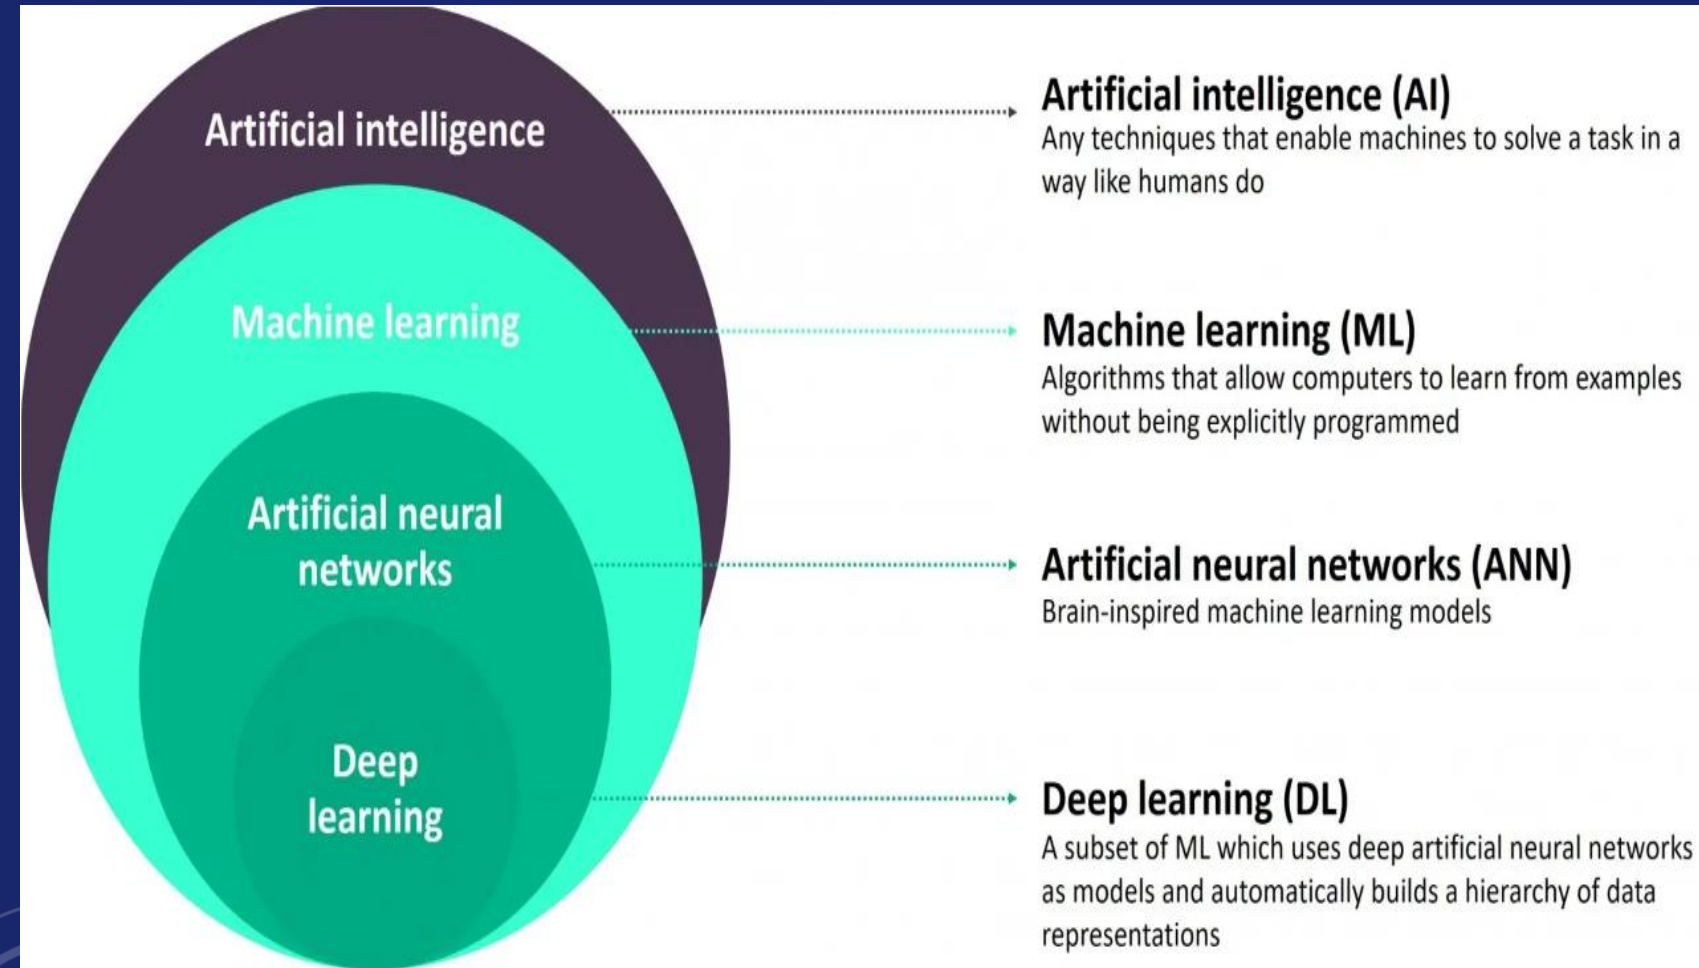 Artificial intelligence
Machine learning
Artificial neural
networks
Deep
learning
Artificial intelligence (AI)
Any techniques that enable machines to solve a task in a
way like humans do
Machine learning (ML)
Algorithms that allow computers to learn from examples
without being explicitly programmed
Artificial neural networks (ANN)
Brain-inspired machine learning models
Deep learning (DL)
A subset of ML which uses deep artificial neural networks
as models and automatically builds a hierarchy of data
representations